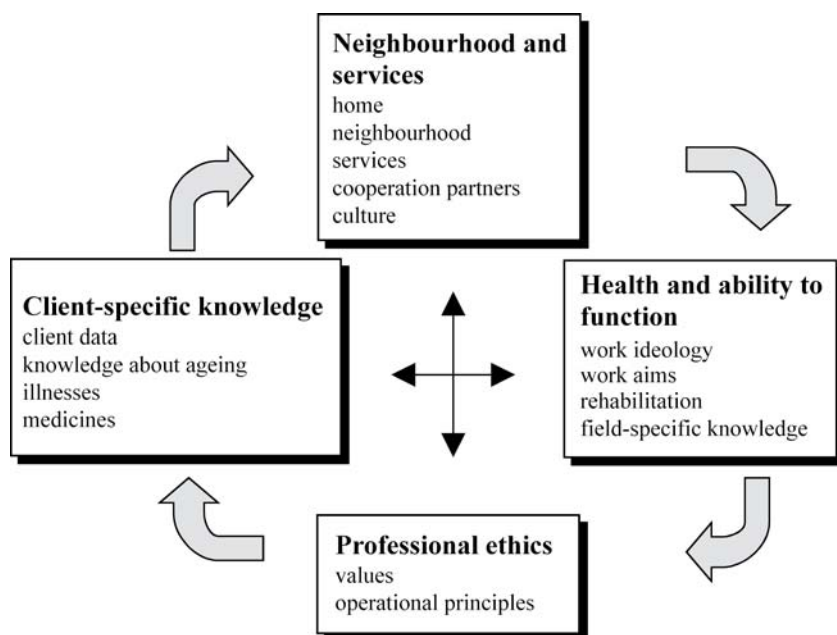 Neighbourhood and
services
home
neighbourhood
services
cooperation partners
culture
Client-specific knowledge
client data
knowledge about ageing
illnesses
medicines
Health and ability to
function
work ideology
work aims
rehabilitation
field-specific knowledge
Professional ethics
values
operational principles